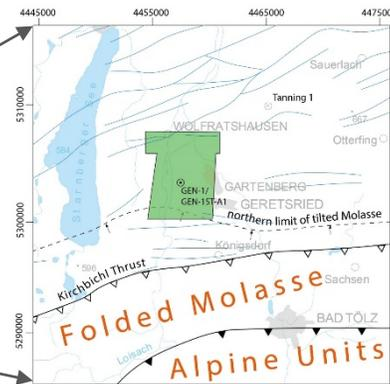 4445000
4455000
4465000
4475000
5310000
5300000
5290000
Sauerlach
Tanning 1
667
Otterfing
WOLFRATSHAUSEN
Starnberger See
584
GEN-1/
GEN-1ST-A1
GARTENBERG
GERETSRIED
northern limit of tilted Molasse
Königsdorf
596
Kirchbichl Thrust
Sachsen
Folded Molasse
BAD TÖLZ
Loisach
Alpine Units